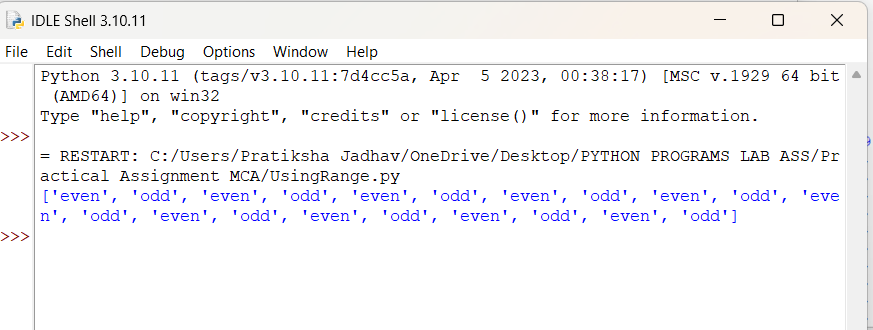 IDLE Shell 3.10.11
File Edit Shell Debug Options Window Help
Python 3.10.11 (tags/v3.10.11:7d4cc5a, Apr  5 2023, 00:38:17) [MSC v.1929 64 bit
(AMD64)] on win32
Type "help", "copyright", "credits" or "license()" for more information.
>>>
= RESTART: C:/Users/Pratiksha Jadhav/OneDrive/Desktop/PYTHON PROGRAMS LAB ASS/Pr
actical Assignment MCA/UsingRange.py
['even', 'odd', 'even', 'odd', 'even', 'odd', 'even', 'odd', 'even', 'odd', 'eve
n', 'odd', 'even', 'odd', 'even', 'odd', 'even', 'odd', 'even', 'odd']
>>>